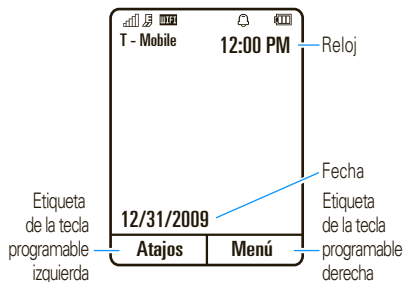 T - Mobile
12:00 PM
Reloj
Fecha
12/31/2009
Etiqueta
de la tecla
programable
izquierda
Atajos
Menú
Etiqueta
de la tecla
programable
derecha